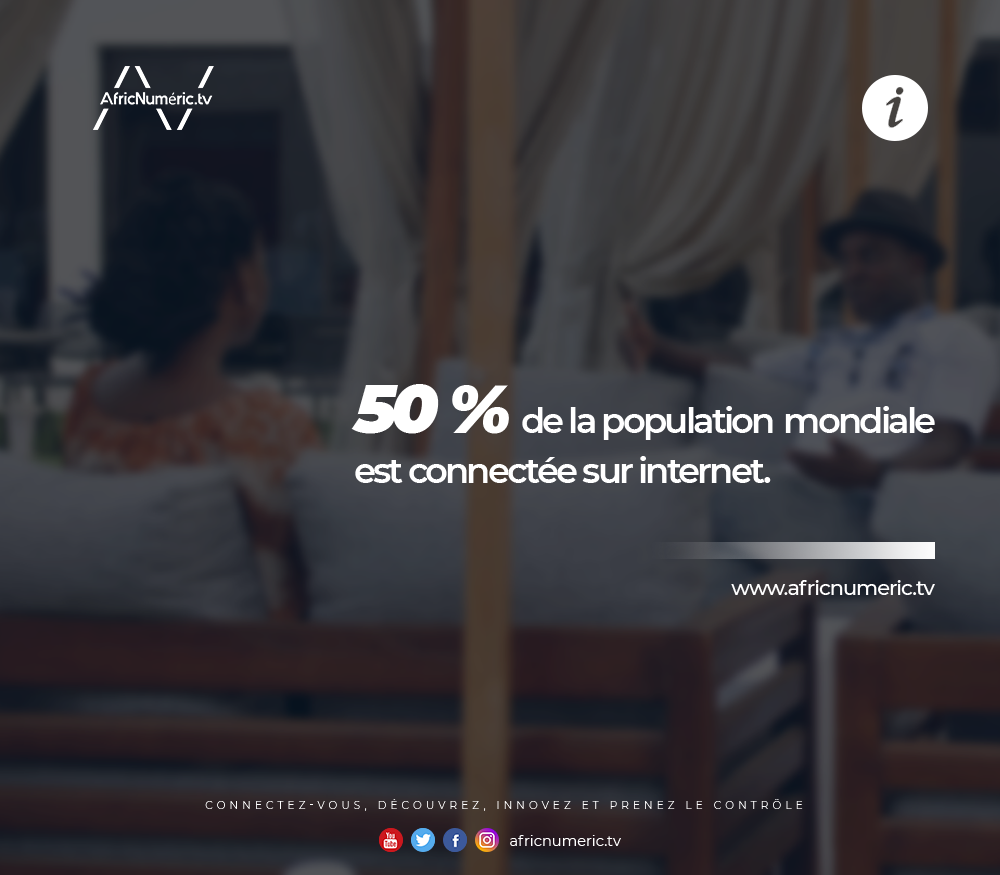 AfricNuméric.tv
i
50 % de la population mondiale
est connectée sur internet.
www.africnumeric.tv
CONNECTEZ-VOUS, DÉCOUVREZ, INNOVEZ ET PRENEZ LE CONTRÔLE
You
Tube
f
africnumeric.tv